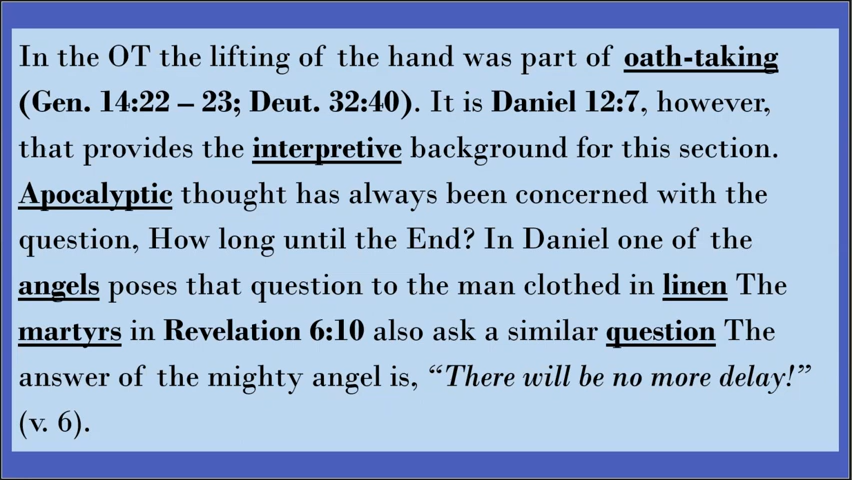 In the OT the lifting of the hand was part of oath-taking
(Gen. 14:22 – 23; Deut. 32:40). It is Daniel 12:7, however,
that provides the interpretive background for this section.
Apocalyptic thought has always been concerned with the
question, How long until the End? In Daniel one of the
angels poses that question to the man clothed in linen The
martyrs in Revelation 6:10 also ask a similar question The
answer of the mighty angel is, “There will be no more delay!”
(v. 6).